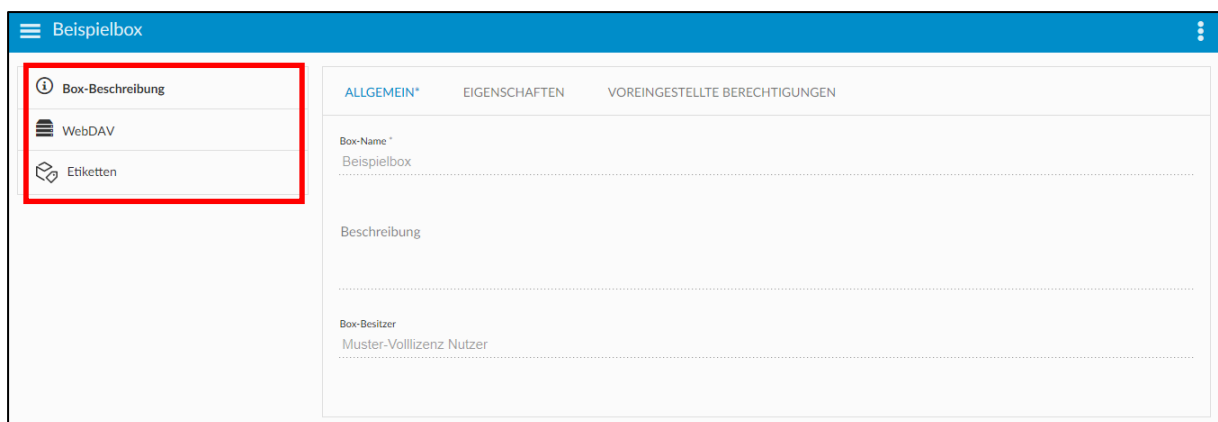 Beispielbox
Box-Beschreibung
WebDAV
Etiketten
ALLGEMEIN* EIGENSCHAFTEN VOREINGESTELLTE BERECHTIGUNGEN
Box-Name *
Beispielbox
Beschreibung
Box-Besitzer
Muster-Volllizenz Nutzer